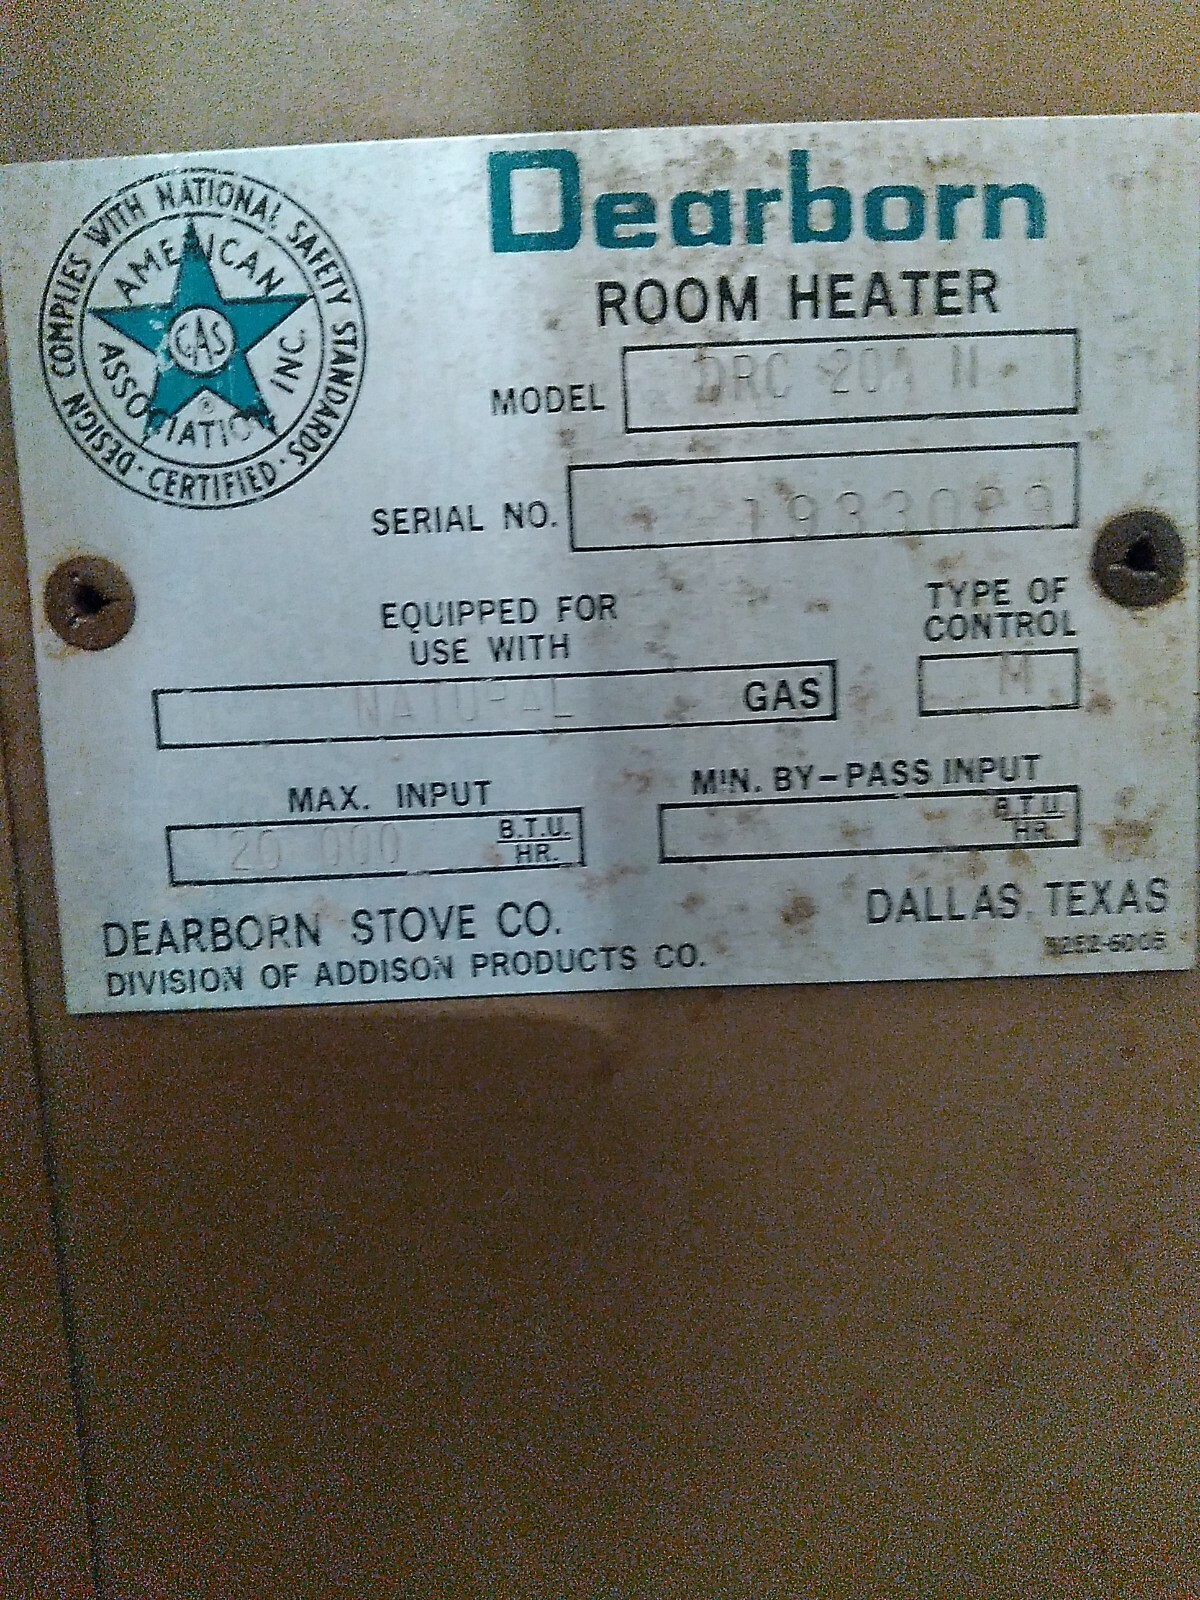 DESIGN COMPLIES WITH NATIONAL SAFETY STANDARDS
· CERTIFIED ·
AMERICAN
GAS
ASSOCIATION INC.
®
Dearborn
ROOM HEATER
MODEL DRC N
SERIAL NO.
EQUIPPED FOR
USE WITH
NATURAL GAS
TYPE OF
CONTROL
M
MAX. INPUT
20 000 B.T.U.
HR.
MIN. BY-PASS INPUT
B.T.U.
HR.
DEARBORN STOVE CO.
DIVISION OF ADDISON PRODUCTS CO.
DALLAS, TEXAS